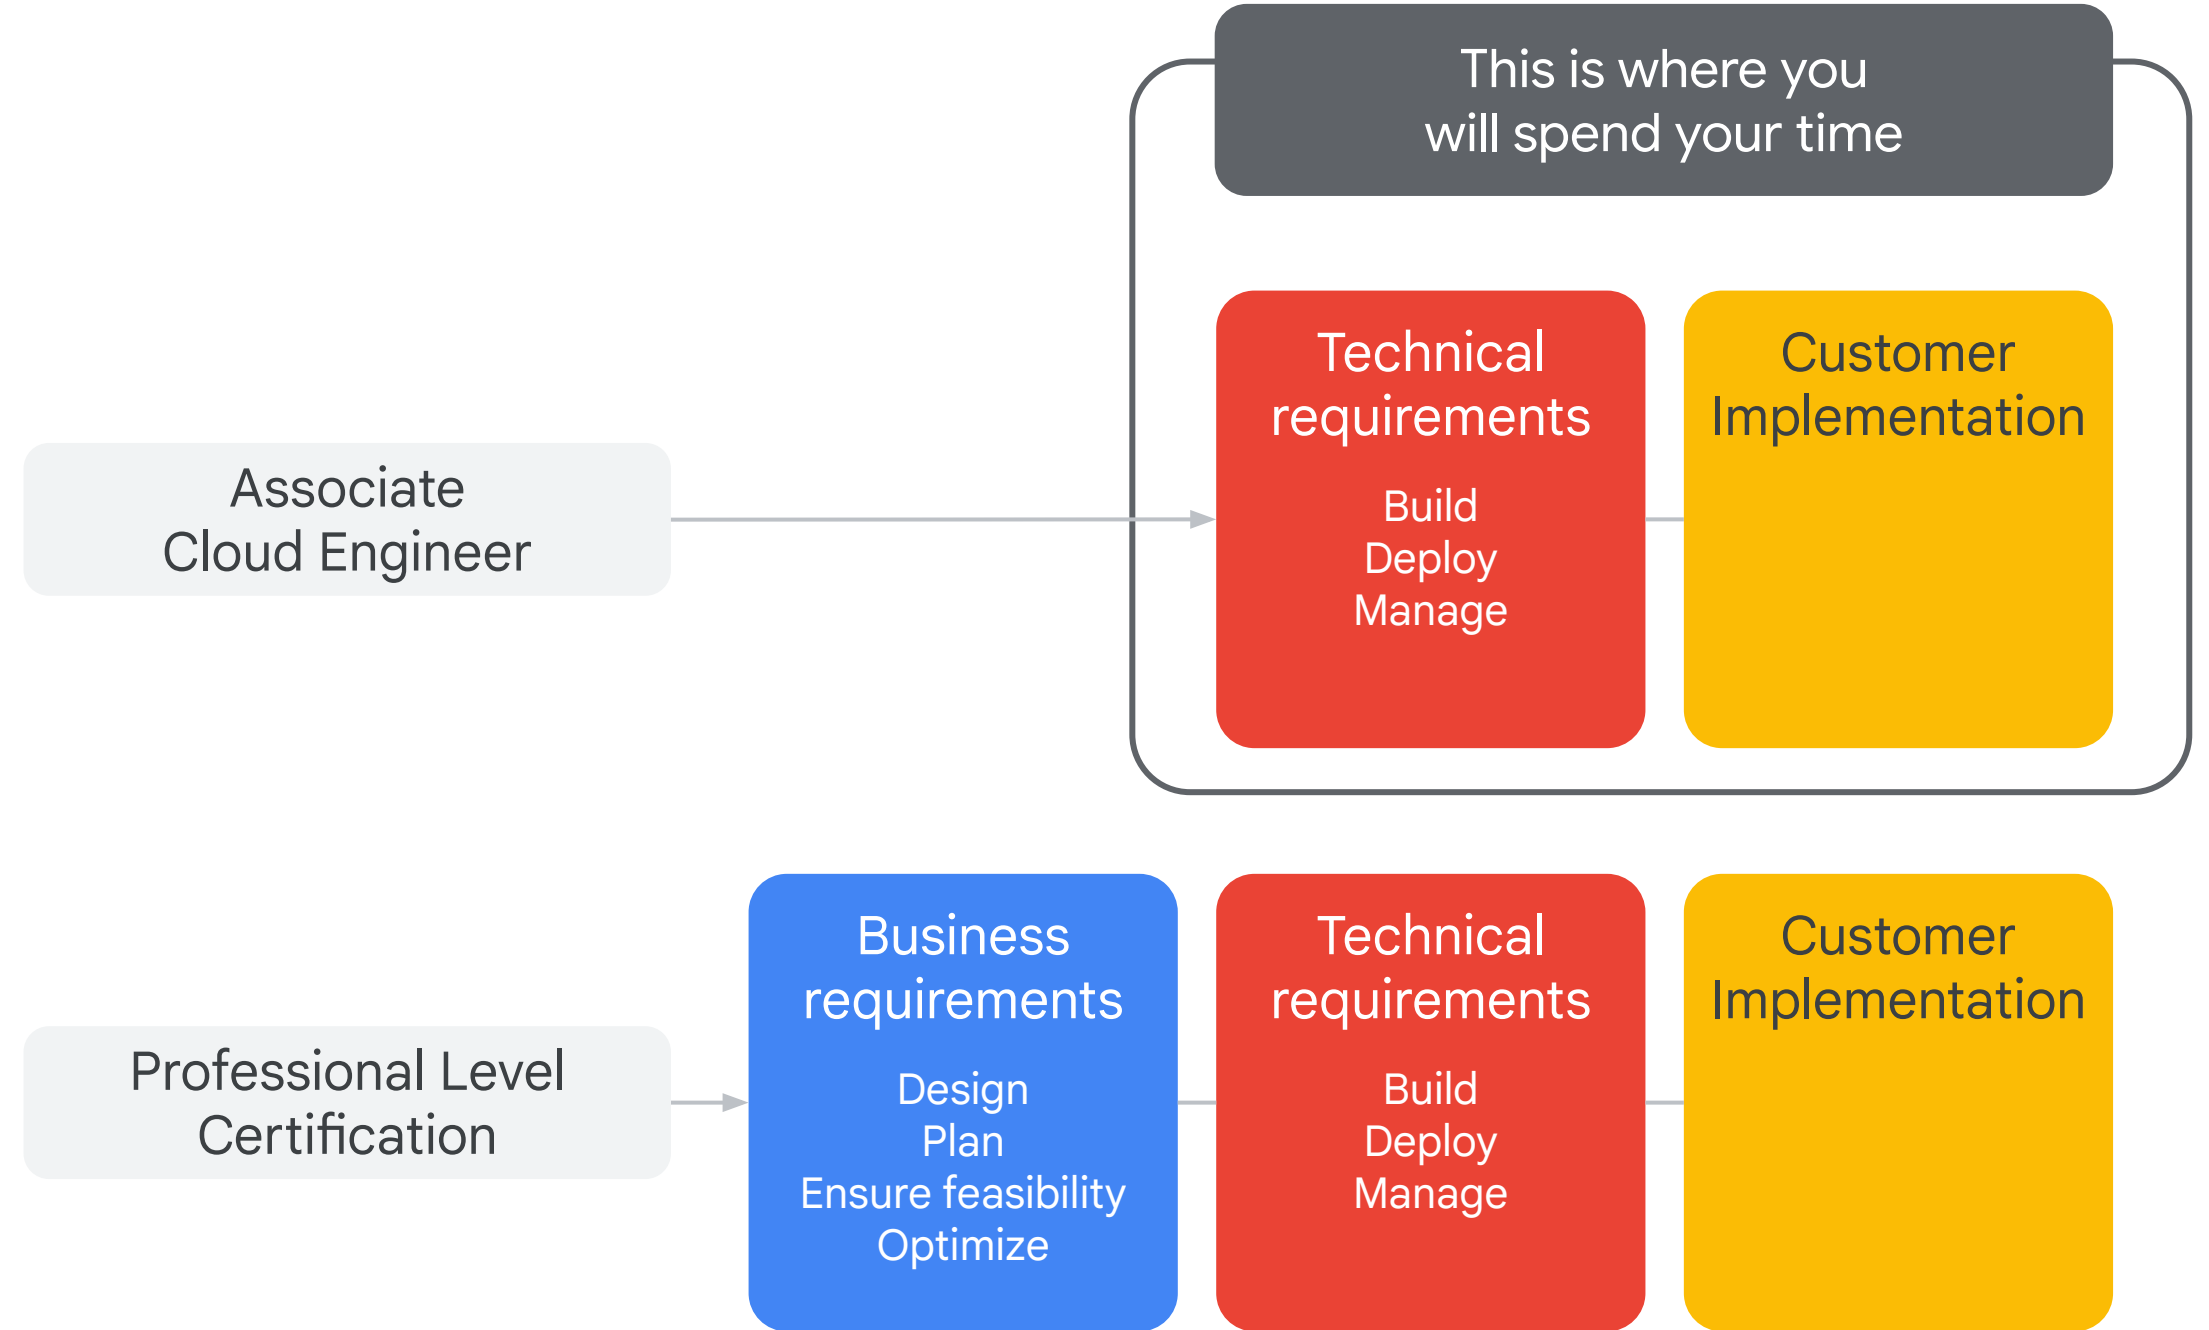 This is where you
will spend your time
Technical
requirements
Build
Deploy
Manage
Customer
Implementation
Associate
Cloud Engineer
Professional Level
Certification
Business
requirements
Design
Plan
Ensure feasibility
Optimize
Technical
requirements
Build
Deploy
Manage
Customer
Implementation